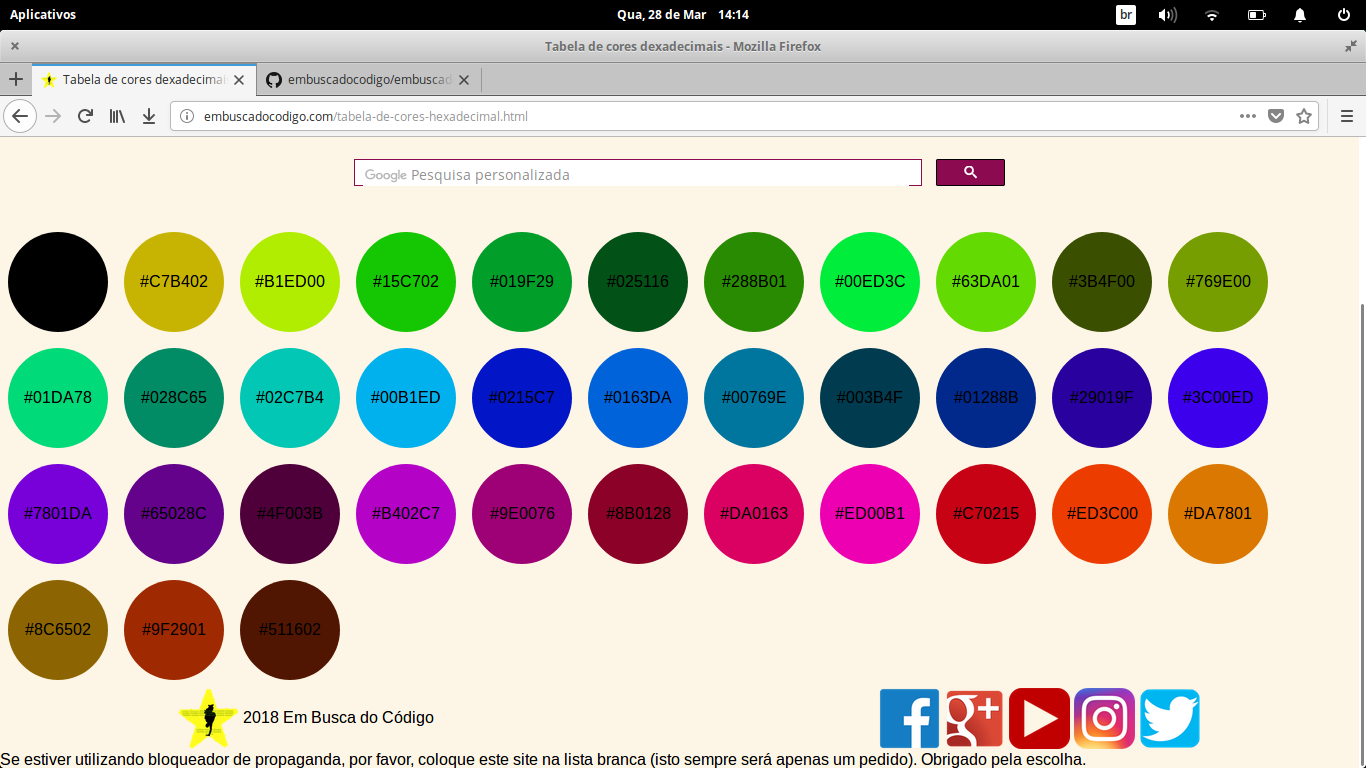 Aplicativos Qua, 28 de Mar 14:14 br
Tabela de cores dexadecimais - Mozilla Firefox
Tabela de cores dexadecimai embuscadocodigo/embuscad
embuscadocodigo.com/tabela-de-cores-hexadecimal.html
Google Pesquisa personalizada
#C7B402 #B1ED00 #15C702 #019F29 #025116 #288B01 #00ED3C #63DA01 #3B4F00 #769E00
#01DA78 #028C65 #02C7B4 #00B1ED #0215C7 #0163DA #00769E #003B4F #01288B #29019F #3C00ED
#7801DA #65028C #4F003B #B402C7 #9E0076 #8B0128 #DA0163 #ED00B1 #C70215 #ED3C00 #DA7801
#8C6502 #9F2901 #511602
2018 Em Busca do Código
Se estiver utilizando bloqueador de propaganda, por favor, coloque este site na lista branca (isto sempre será apenas um pedido). Obrigado pela escolha.